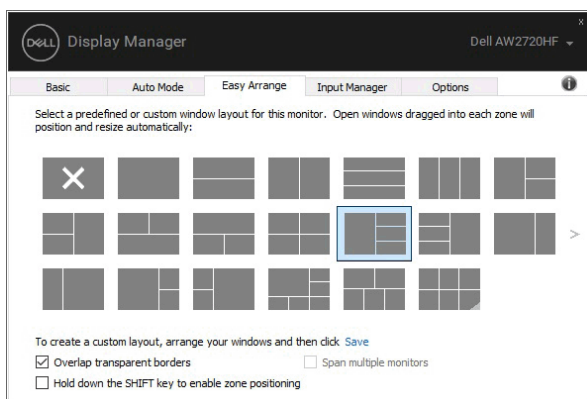 DELL Display Manager Dell AW2720HF
Basic Auto Mode Easy Arrange Input Manager Options
Select a predefined or custom window layout for this monitor. Open windows dragged into each zone will
position and resize automatically:
To create a custom layout, arrange your windows and then click Save
Overlap transparent borders Span multiple monitors
Hold down the SHIFT key to enable zone positioning